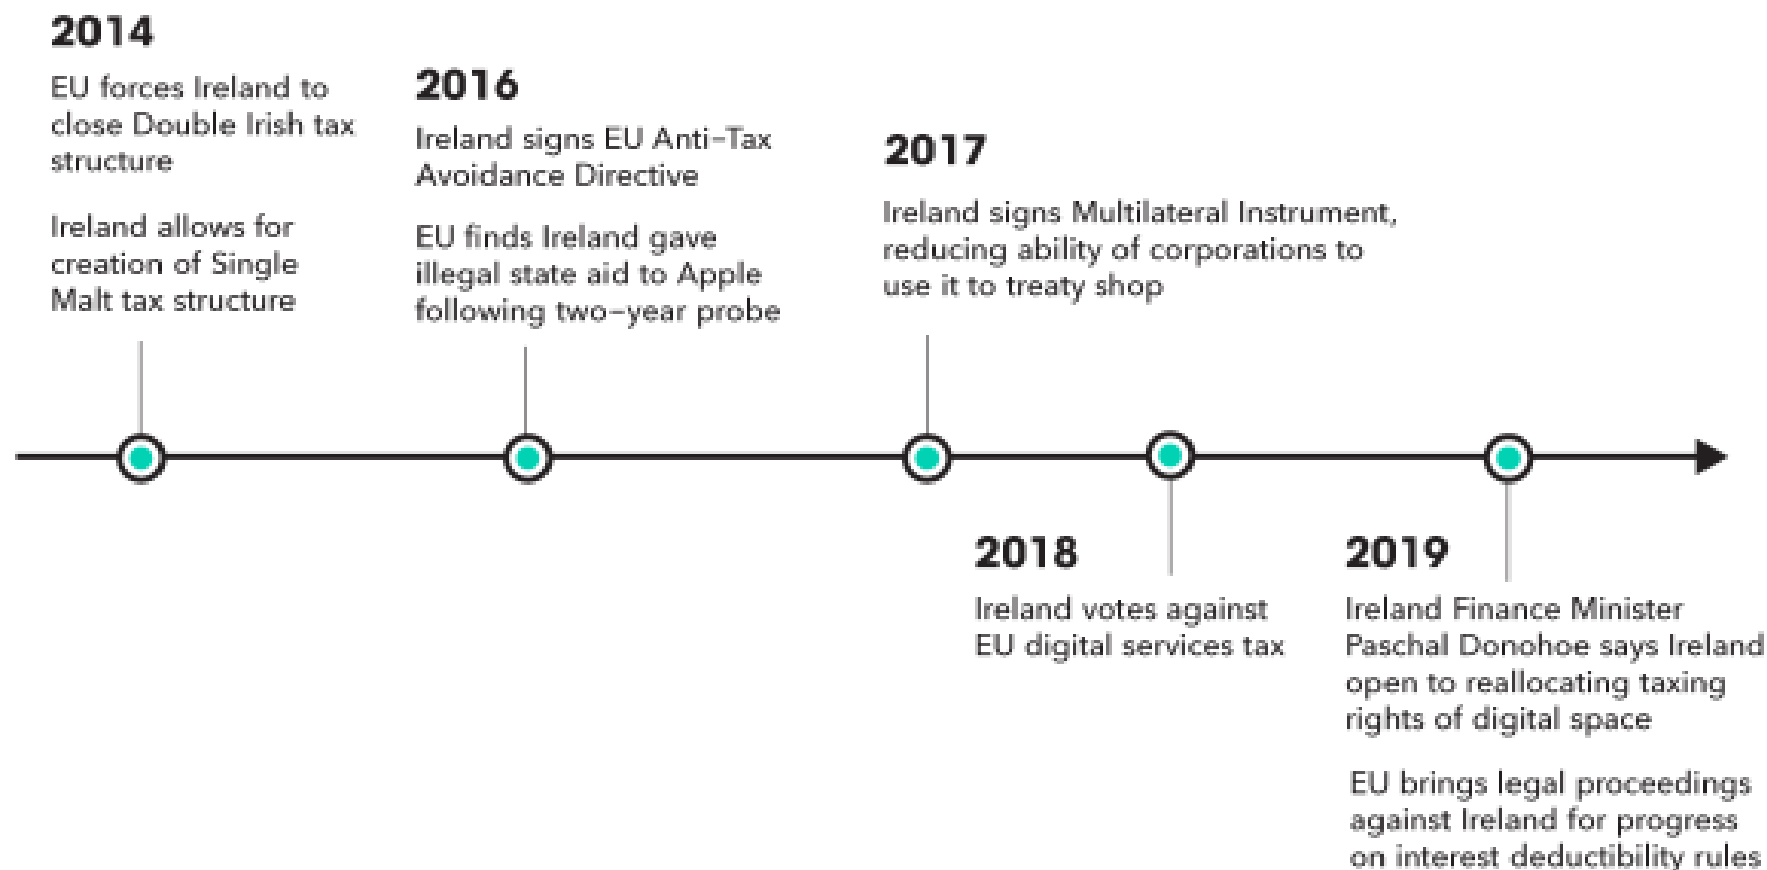 2014
EU forces Ireland to
close Double Irish tax
structure
Ireland allows for
creation of Single
Malt tax structure
2016
Ireland signs EU Anti-Tax
Avoidance Directive
EU finds Ireland gave
illegal state aid to Apple
following two-year probe
2017
Ireland signs Multilateral Instrument,
reducing ability of corporations to
use it to treaty shop
2018
Ireland votes against
EU digital services tax
2019
Ireland Finance Minister
Paschal Donohoe says Ireland
open to reallocating taxing
rights of digital space
EU brings legal proceedings
against Ireland for progress
on interest deductibility rules